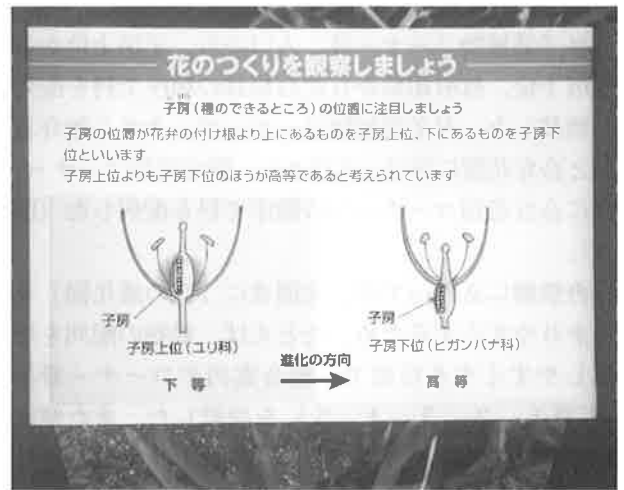 花のつくりを観察しましょう
子房(種のできるところ)の位置に注目しましょう
子房の位置が花弁の付け根より上にあるものを子房上位、下にあるものを子房下
位といいます
子房上位よりも子房下位のほうが高等であると考えられています
子房
子房上位(ユリ科)
下 等
進化の方向
子房
子房下位(ヒガンバナ科)
高 等